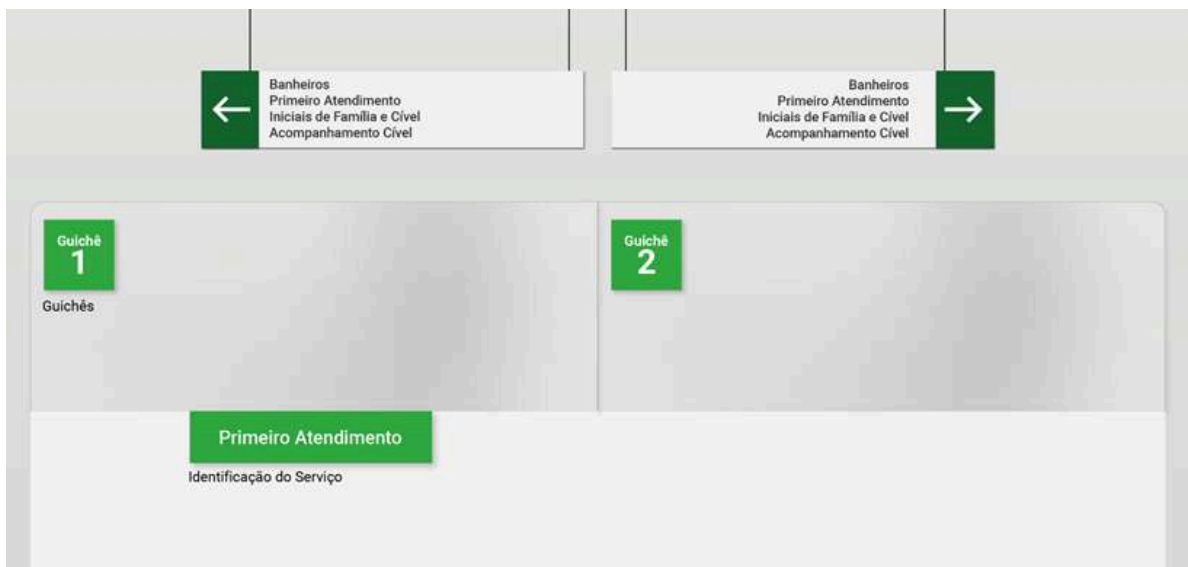 Banheiros
Primeiro Atendimento
Iniciais de Família e Cível
Acompanhamento Cível
Banheiros
Primeiro Atendimento
Iniciais de Família e Cível
Acompanhamento Cível
Guichê
1
Guichês
Guichê
2
Primeiro Atendimento
Identificação do Serviço